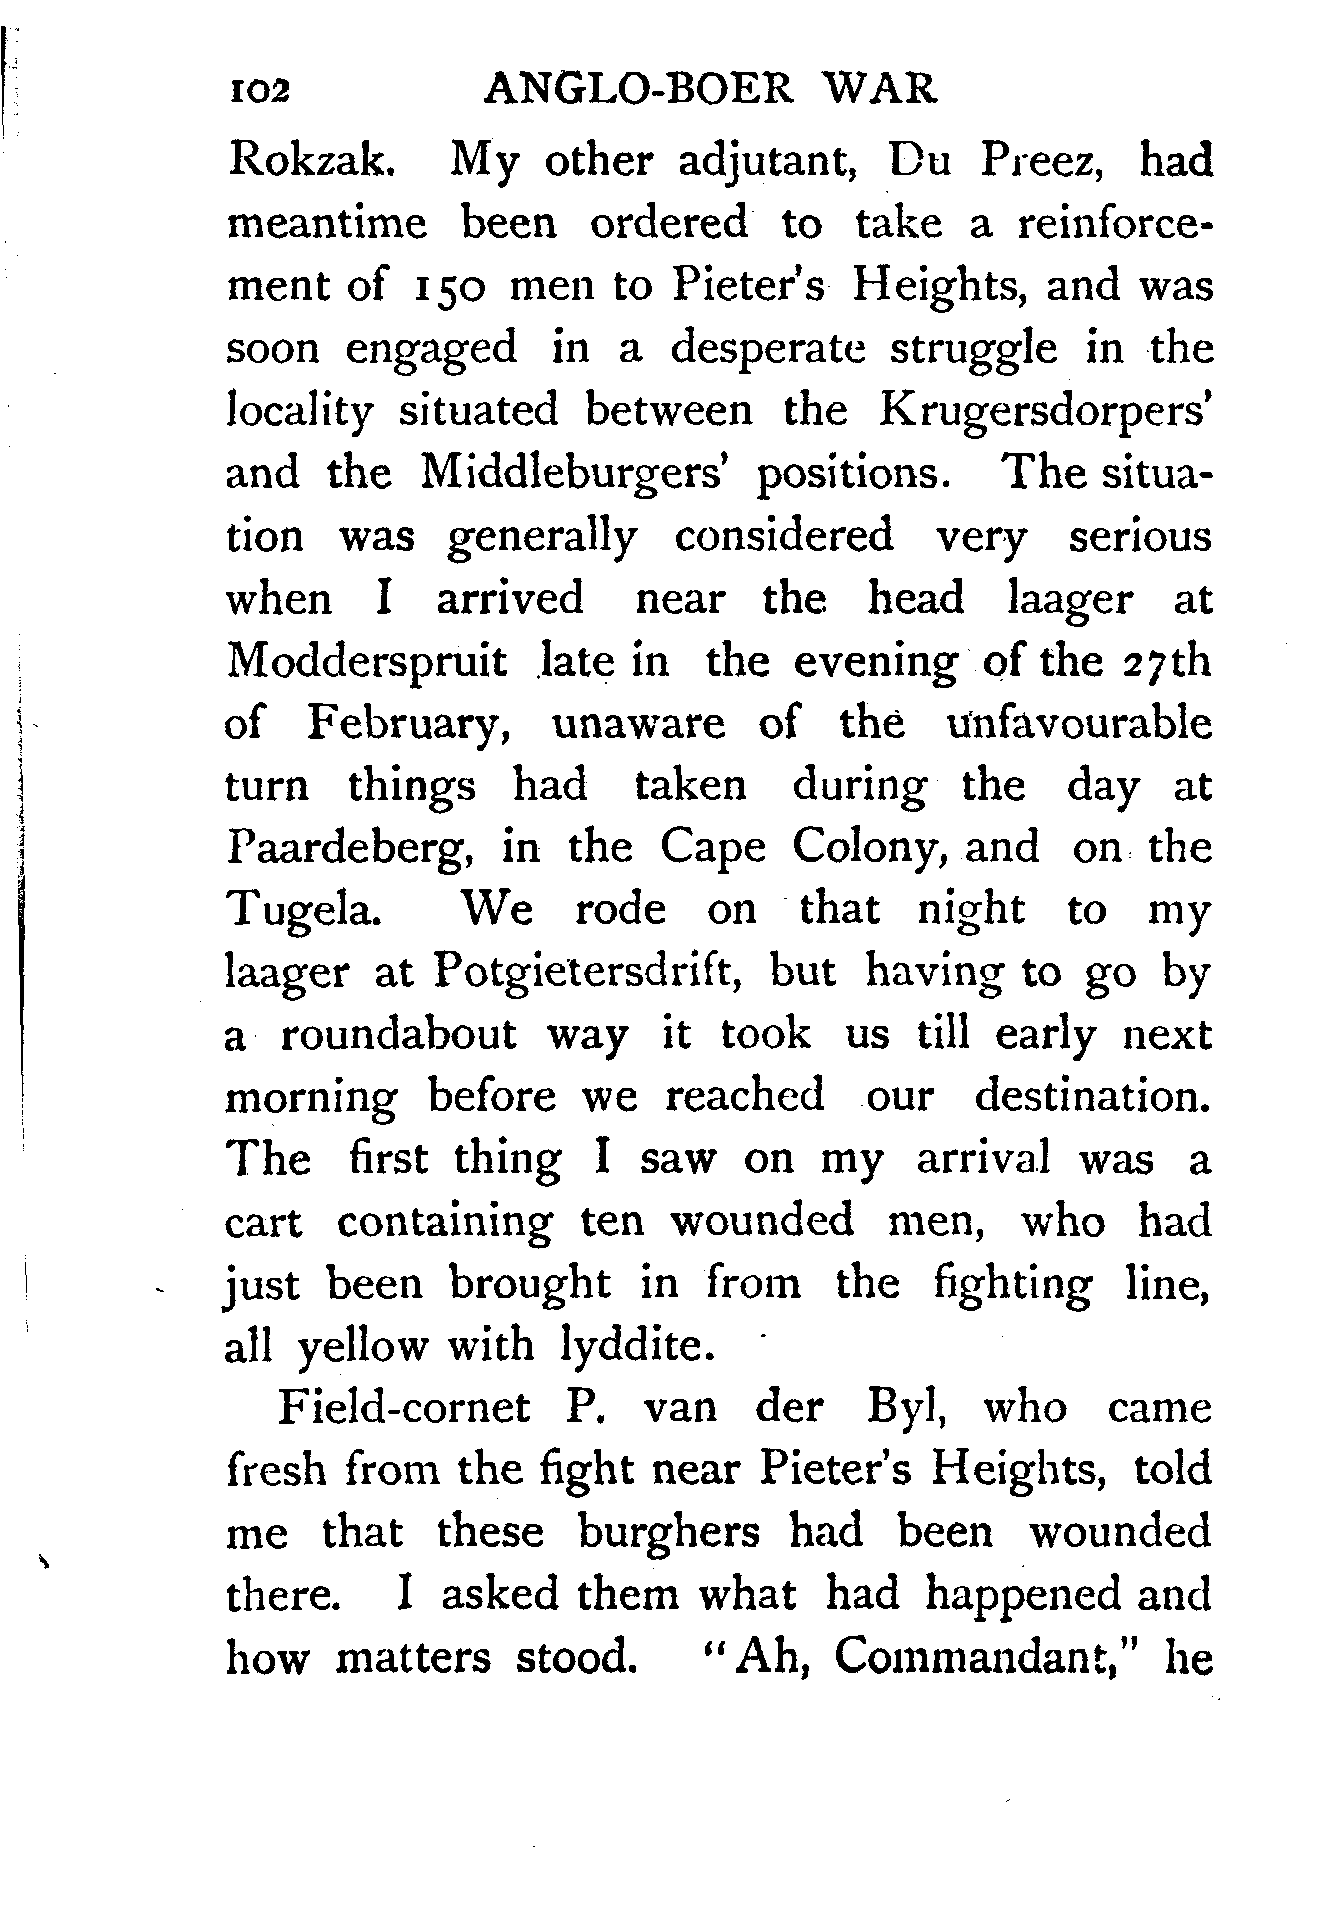 102 ANGLO-BOER WAR
Rokzak. My other adjutant, Du Preez, had
meantime been ordered to take a reinforce-
ment of 150 men to Pieter's Heights, and was
soon engaged in a desperate struggle in the
locality situated between the Krugersdorpers'
and the Middleburgers' positions. The situa-
tion was generally considered very serious
when I arrived near the head laager at
Modderspruit late in the evening of the 27th
of February, unaware of the unfavourable
turn things had taken during the day at
Paardeberg, in the Cape Colony, and on the
Tugela. We rode on that night to my
laager at Potgietersdrift, but having to go by
a roundabout way it took us till early next
morning before we reached our destination.
The first thing I saw on my arrival was a
cart containing ten wounded men, who had
just been brought in from the fighting line,
all yellow with lyddite.
Field-cornet P. van der Byl, who came
fresh from the fight near Pieter's Heights, told
me that these burghers had been wounded
there. I asked them what had happened and
how matters stood. "Ah, Commandant," he